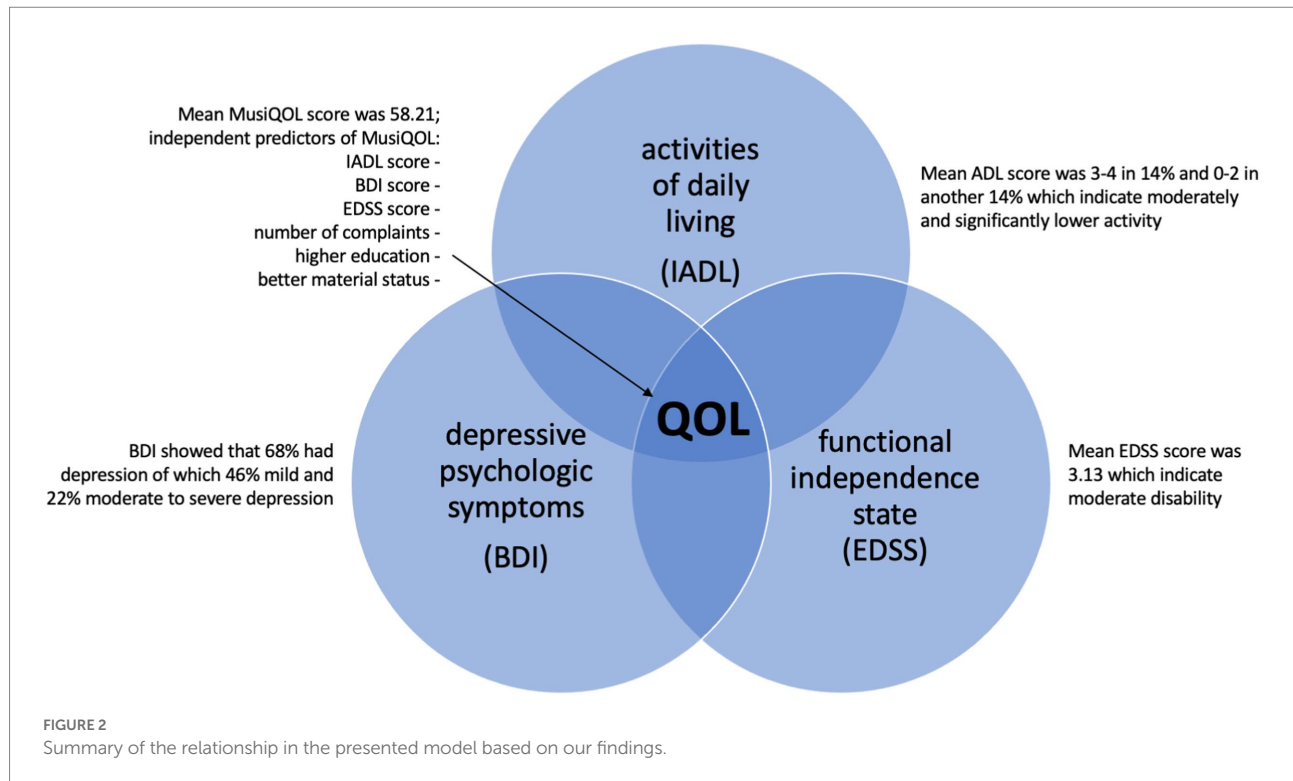 Mean MusiQOL score was 58.21;
independent predictors of MusiQOL:
IADL score -
BDI score -
EDSS score -
number of complaints -
higher education -
better material status -
activities
of daily
living
(IADL)
Mean ADL score was 3-4 in 14% and 0-2 in
another 14% which indicate moderately
and significantly lower activity
QOL
BDI showed that 68% had
depression of which 46% mild and
22% moderate to severe depression
depressive
psychologic
symptoms
(BDI)
functional
independence
state
(EDSS)
Mean EDSS score was
3.13 which indicate
moderate disability
FIGURE 2
Summary of the relationship in the presented model based on our findings.